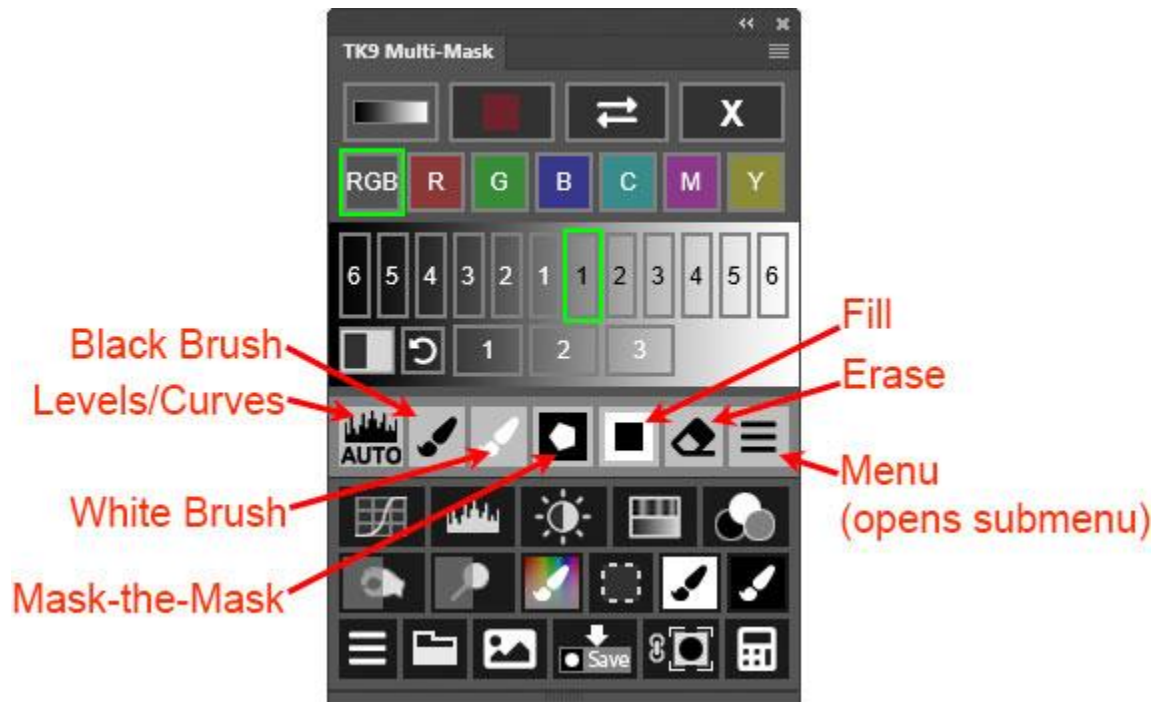 TK9 Multi-Mask
X
RGB R G B C M Y
6 5 4 3 2 1 1 2 3 4 5 6
Fill
Black Brush
1 2 3
Erase
Levels/Curves
AUTO
Menu
(opens submenu)
White Brush
Mask-the-Mask
Save